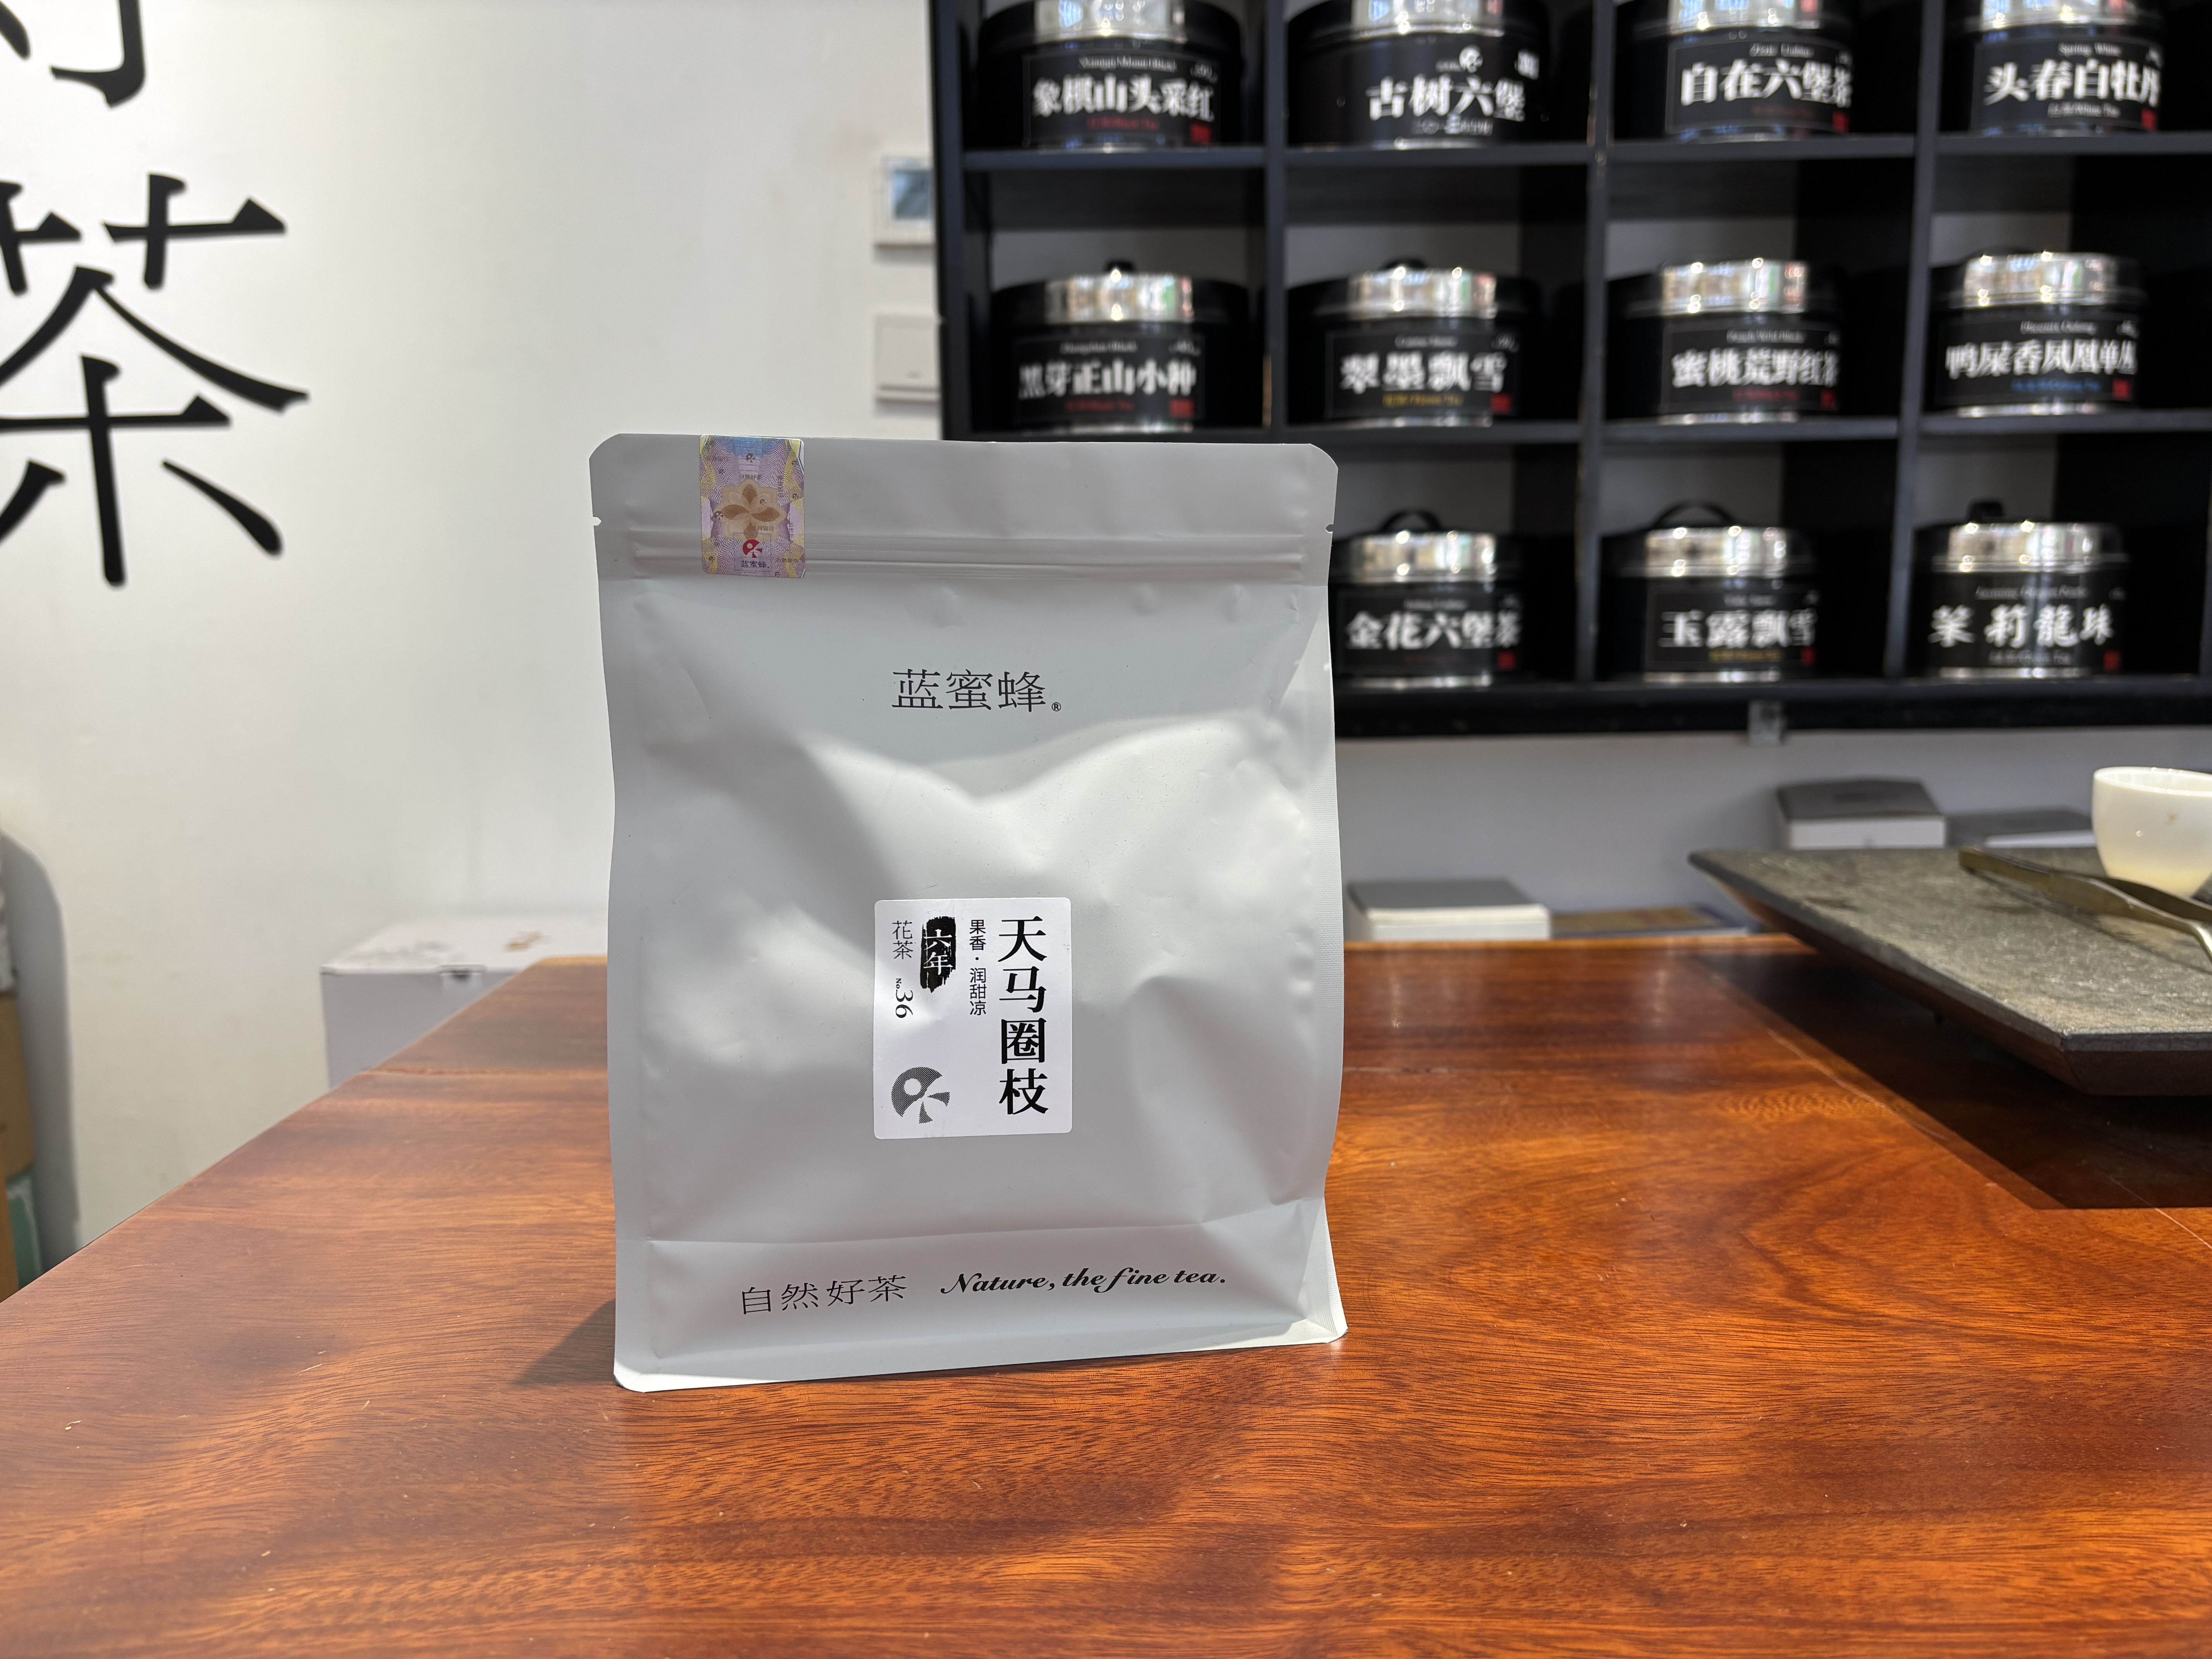 茶
象棋山头采红
古树六堡
自在六堡茶
头春白牡丹
黑芽正山小种
翠墨飘雪
蜜桃荒野红茶
鸭屎香凤凰单丛
金花六堡茶
玉露飘雪
茉莉龍珠
蓝蜜蜂
蓝蜜蜂®
天马圈枝
果香·润甜凉
六年
花茶 No.36
自然好茶 Nature, the fine tea.